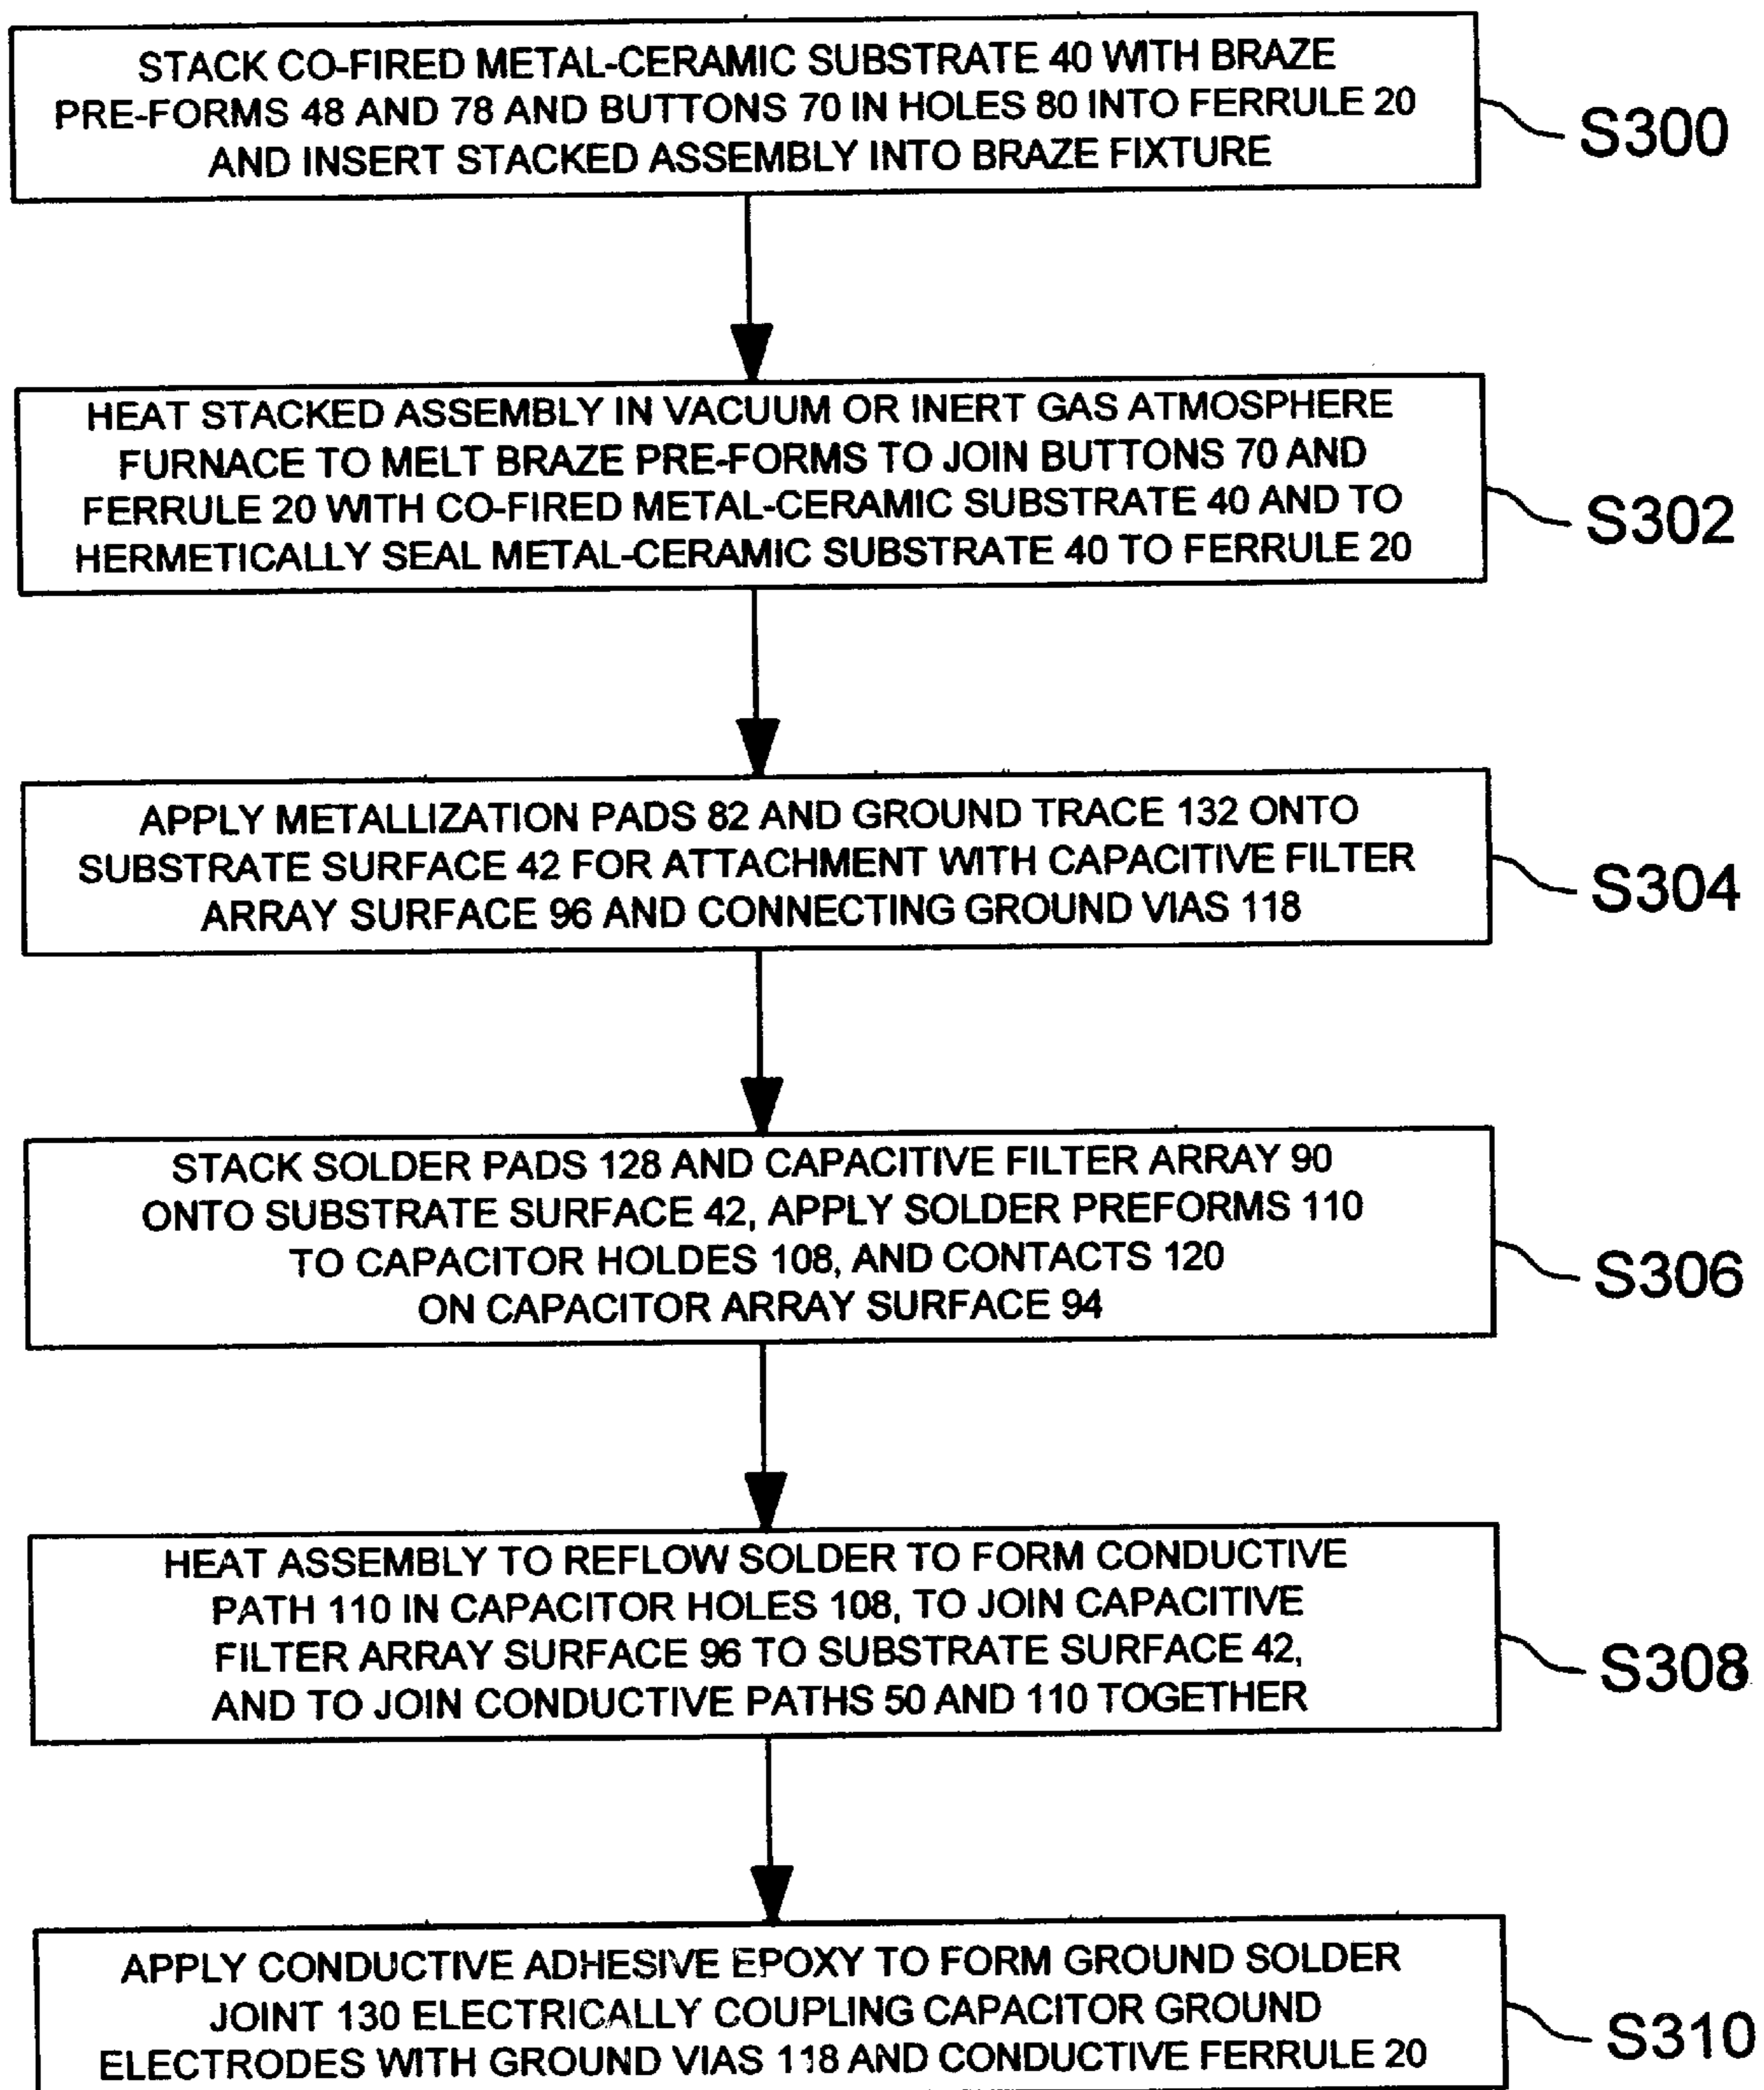 STACK CO-FIRED METAL-CERAMIC SUBSTRATE 40 WITH BRAZE
PRE-FORMS 48 AND 78 AND BUTTONS 70 IN HOLES 80 INTO FERRULE 20
AND INSERT STACKED ASSEMBLY INTO BRAZE FIXTURE
S300
HEAT STACKED ASSEMBLY IN VACUUM OR INERT GAS ATMOSPHERE
FURNACE TO MELT BRAZE PRE-FORMS TO JOIN BUTTONS 70 AND
FERRULE 20 WITH CO-FIRED METAL-CERAMIC SUBSTRATE 40 AND TO
HERMETICALLY SEAL METAL-CERAMIC SUBSTRATE 40 TO FERRULE 20
S302
APPLY METALLIZATION PADS 82 AND GROUND TRACE 132 ONTO
SUBSTRATE SURFACE 42 FOR ATTACHMENT WITH CAPACITIVE FILTER
ARRAY SURFACE 96 AND CONNECTING GROUND VIAS 118
S304
STACK SOLDER PADS 128 AND CAPACITIVE FILTER ARRAY 90
ONTO SUBSTRATE SURFACE 42, APPLY SOLDER PREFORMS 110
TO CAPACITOR HOLDES 108, AND CONTACTS 120
ON CAPACITOR ARRAY SURFACE 94
S306
HEAT ASSEMBLY TO REFLOW SOLDER TO FORM CONDUCTIVE
PATH 110 IN CAPACITOR HOLES 108, TO JOIN CAPACITIVE
FILTER ARRAY SURFACE 96 TO SUBSTRATE SURFACE 42,
AND TO JOIN CONDUCTIVE PATHS 50 AND 110 TOGETHER
S308
APPLY CONDUCTIVE ADHESIVE EPOXY TO FORM GROUND SOLDER
JOINT 130 ELECTRICALLY COUPLING CAPACITOR GROUND
ELECTRODES WITH GROUND VIAS 118 AND CONDUCTIVE FERRULE 20
S310